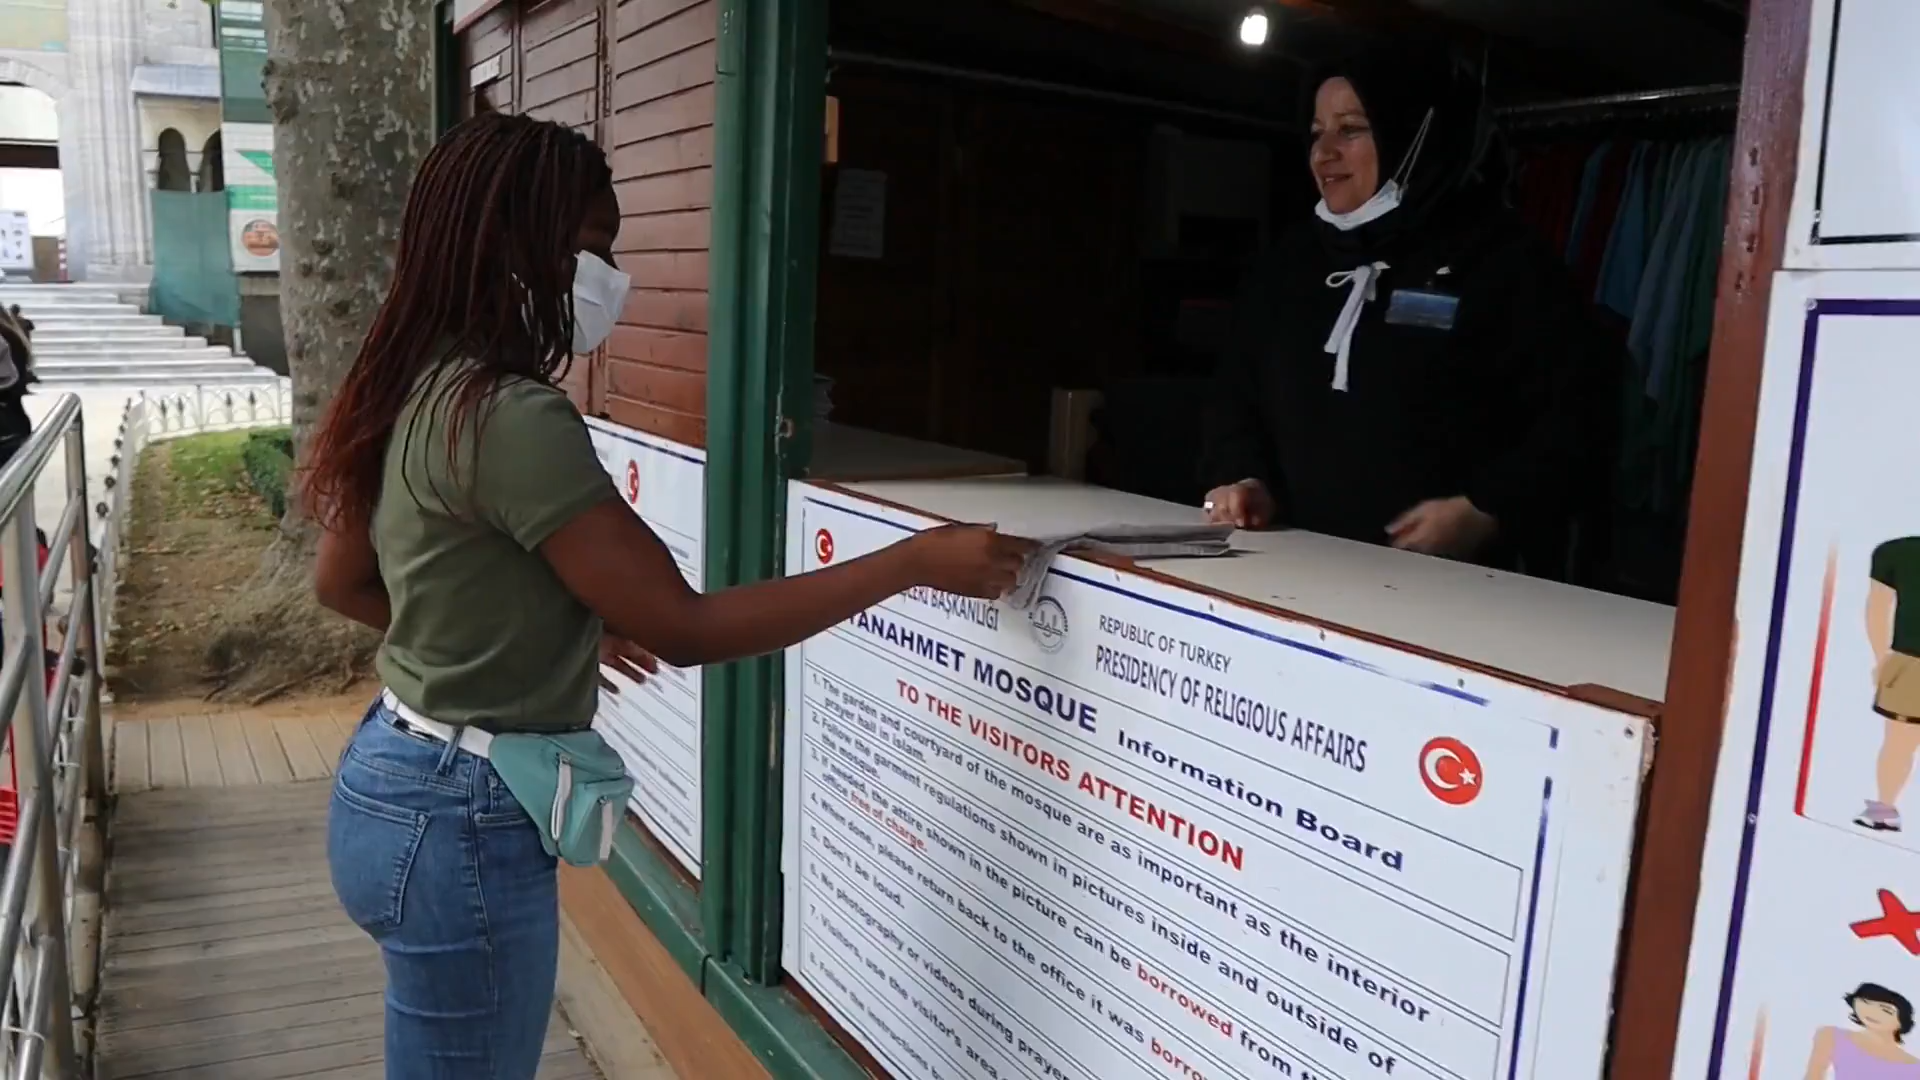 BAŞKANLIĞI
REPUBLIC OF TURKEY
PRESIDENCY OF RELIGIOUS AFFAIRS
TANAHMET MOSQUE Information Board
TO THE VISITORS ATTENTION
1. The garden and courtyard of the mosque are as important as the interior
prayer hall in Islam.
2. Follow the garment regulations shown in pictures inside and outside of
the mosque.
3. If needed, the attire shown in the picture can be borrowed from
office free of charge.
4. When done, please return back to the office it was
5. Don't be loud.
6. No photography or videos during
7. Visitors, use the visitor's area
8. Follow the instructions